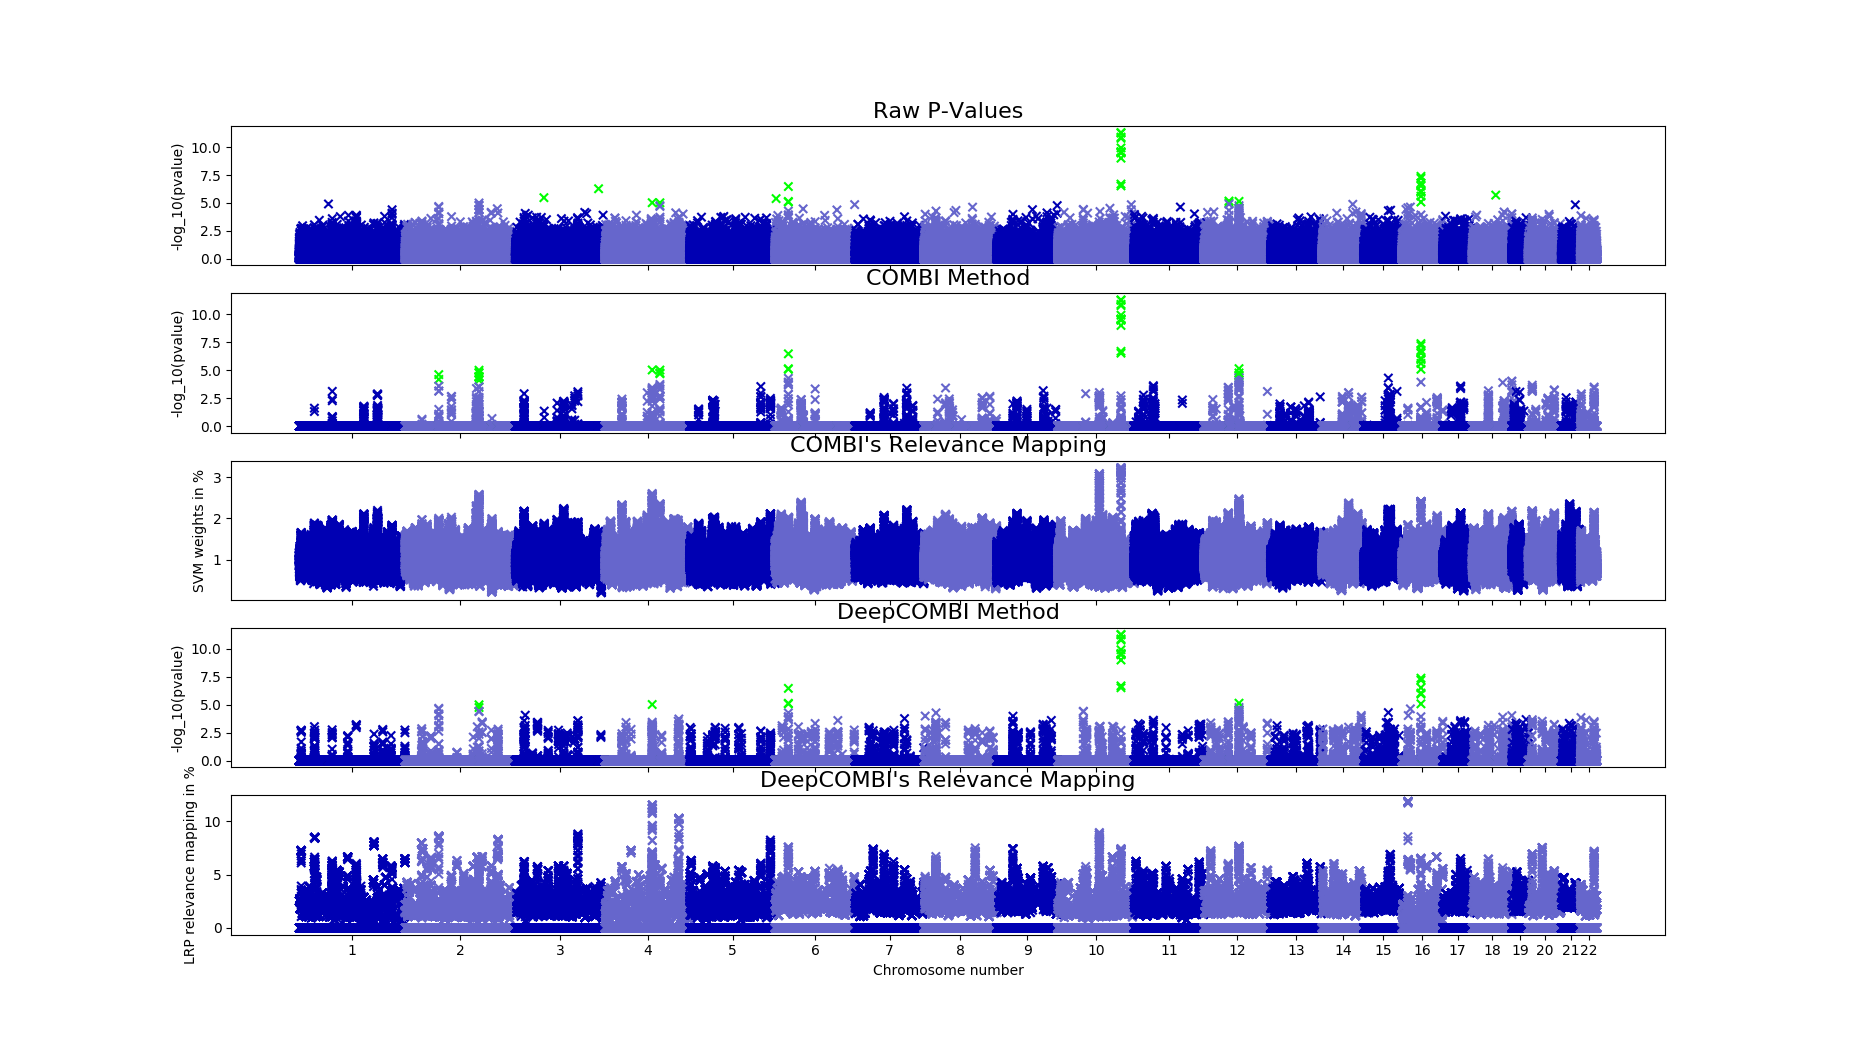 Raw P-Values
-log_10(pvalue)
10.0
7.5
5.0
2.5
0.0
COMBI Method
-log_10(pvalue)
10.0
7.5
5.0
2.5
0.0
COMBI's Relevance Mapping
SVM weights in %
3
2
1
DeepCOMBI Method
-log_10(pvalue)
10.0
7.5
5.0
2.5
0.0
DeepCOMBI's Relevance Mapping
LRP relevance mapping in %
10
5
0
1 2 3 4 5 6 7 8 9 10 11 12 13 14 15 16 17 18 19 20 21 22
Chromosome number